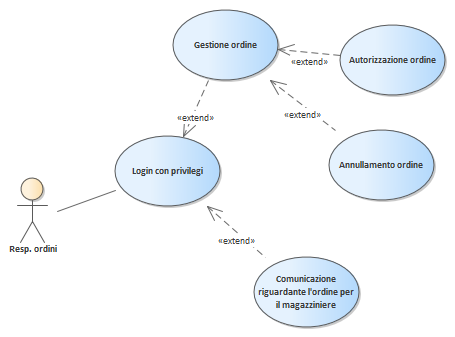 Gestione ordine
Autorizzazione ordine
«extend»
«extend»
«extend»
Annullamento ordine
Login con privilegi
Resp. ordini
«extend»
Comunicazione
riguardante l'ordine per
il magazziniere